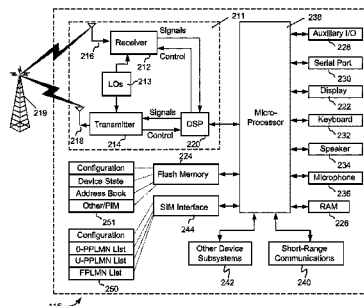 Signals
211
Receiver
216
212
LOs
213
Control
219
218
Transmitter
214
Signals
Control
DSP
220
238
Micro-
Processor
Auxiliary I/O
228
Serial Port
230
Display
222
Keyboard
232
Speaker
234
Microphone
236
RAM
226
Configuration
Device State
Address Book
Other/PIM
251
224
Flash Memory
SIM Interface
244
Configuration
O-PPLMN List
U-PPLMN List
FPLMN List
250
Other Device
Subsystems
242
Short-Range
Communications
240